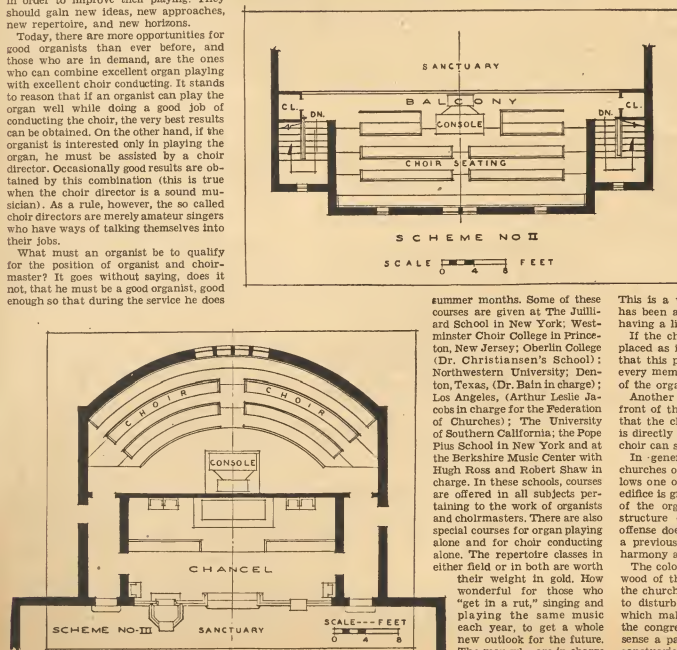 in order to improve their playing. They
should gain new ideas, new approaches,
new repertoire, and new horizons.
Today, there are more opportunities for
good organists than ever before, and
those who are in demand, are the ones
who can combine excellent organ playing
with excellent choir conducting. It stands
to reason that if an organist can play the
organ well while doing a good job of
conducting the choir, the very best results
can be obtained. On the other hand, if the
organist is interested only in playing the
organ, he must be assisted by a choir
director. Occasionally good results are ob-
tained by this combination (this is true
when the choir director is a sound mu-
sician). As a rule, however, the so called
choir directors are merely amateur singers
who have ways of talking themselves into
their jobs.
What must an organist be to qualify
for the position of organist and choir-
master? It goes without saying, does it
not, that he must be a good organist, good
enough so that during the service he does
SANCTUARY
BALCONY
CL.
CL.
DN.
DN.
CONSOLE
CHOIR SEATING
SCHEME NO II
SCALE FEET
0 4 8
CHOIR
CHOIR
CONSOLE
CHANCEL
SCHEME NO-III
SANCTUARY
SCALE---FEET
0 4 8
summer months. Some of these
courses are given at The Juilli-
ard School in New York; West-
minster Choir College in Prince-
ton, New Jersey; Oberlin College
(Dr. Christiansen's School);
Northwestern University; Den-
ton, Texas, (Dr. Bain in charge);
Los Angeles, (Arthur Leslie Ja-
cobs in charge for the Federation
of Churches); The University
of Southern California; the Pope
Pius School in New York and at
the Berkshire Music Center with
Hugh Ross and Robert Shaw in
charge. In these schools, courses
are offered in all subjects per-
taining to the work of organists
and choirmasters. There are also
special courses for organ playing
alone and for choir conducting
alone. The repertoire classes in
either field or in both are worth
their weight in gold. How
wonderful for those who
"get in a rut," singing and
playing the same music
each year, to get a whole
new outlook for the future.
This is a
has been a
having a li
If the ch
placed as i
that this p
every mem
of the orga
Another
front of th
that the ch
is directly
choir can s
In gene
churches o
lows one o
edifice is g
of the org
structure
offense doe
a previous
harmony a
The colo
wood of th
the church
to disturb
which mal
the congre
sense a pa